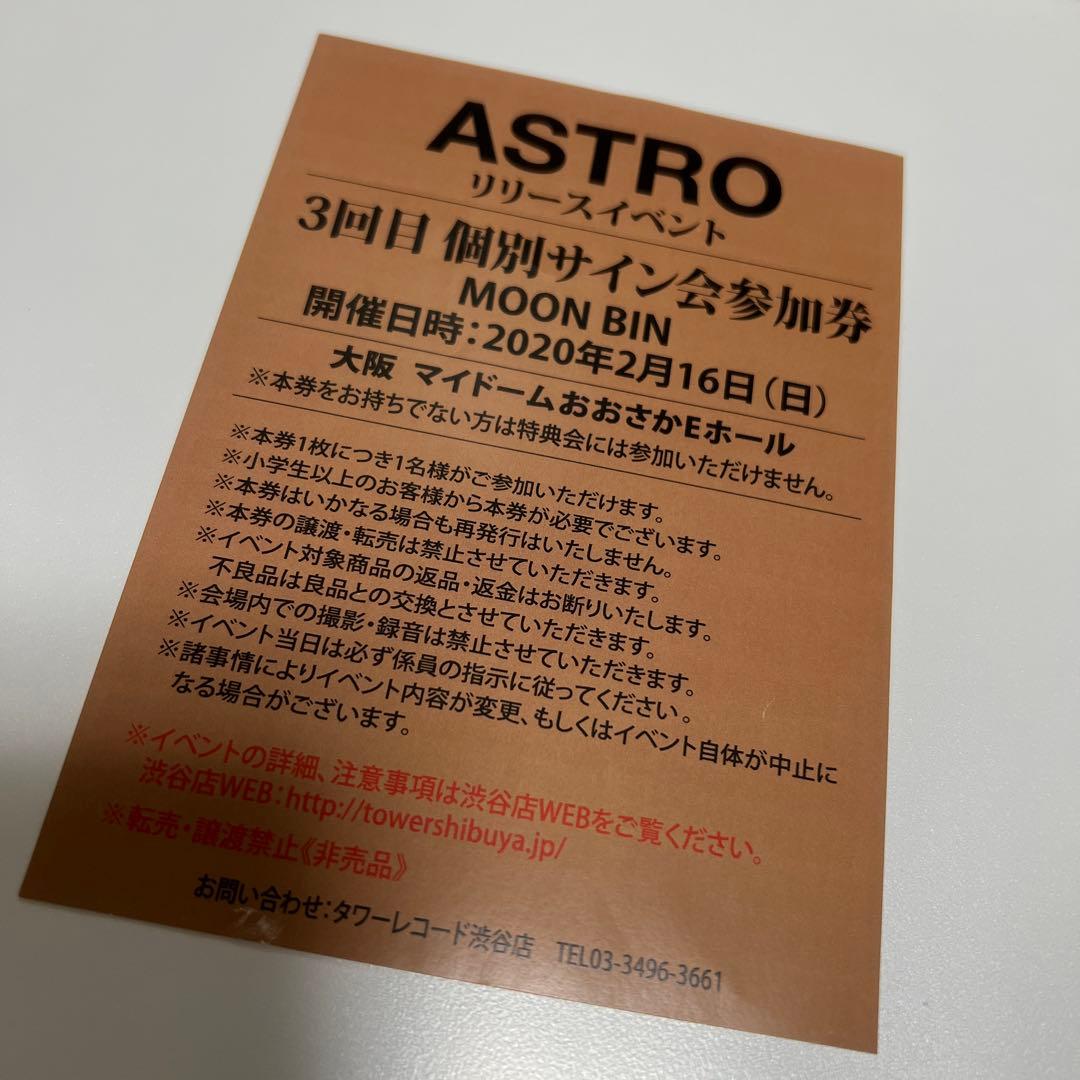 ASTRO
リリースイベント
3回目 個別サイン会参加券
MOON BIN
開催日時：2020年2月16日（日）
大阪 マイドームおおさかEホール
※本券をお持ちでない方は特典会には参加いただけません。
※本券1枚につき1名様がご参加いただけます。
※小学生以上のお客様から本券が必要でございます。
※本券はいかなる場合も再発行はいたしません。
※本券の譲渡・転売は禁止させていただきます。
※イベント対象商品の返品・返金はお断りいたします。
不良品は良品との交換とさせていただきます。
※会場内での撮影・録音は禁止させていただきます。
※イベント当日は必ず係員の指示に従ってください。
※諸事情によりイベント内容が変更、もしくはイベント自体が中止に
なる場合がございます。
※イベントの詳細、注意事項は渋谷店WEBをご覧ください。
渋谷店WEB：http://towershibuya.jp/
※転売・譲渡禁止《非売品》
お問い合わせ：タワーレコード渋谷店 TEL03-3496-3661